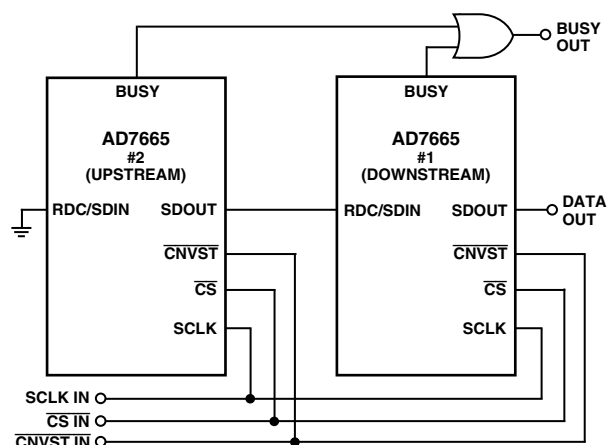 BUSY
OUT
BUSY
AD7665
#2
(UPSTREAM)
RDC/SDIN
SDOUT
CNVST
CS
SCLK
BUSY
AD7665
#1
(DOWNSTREAM)
RDC/SDIN
SDOUT
CNVST
CS
SCLK
DATA
OUT
SCLK IN
CS IN
CNVST IN